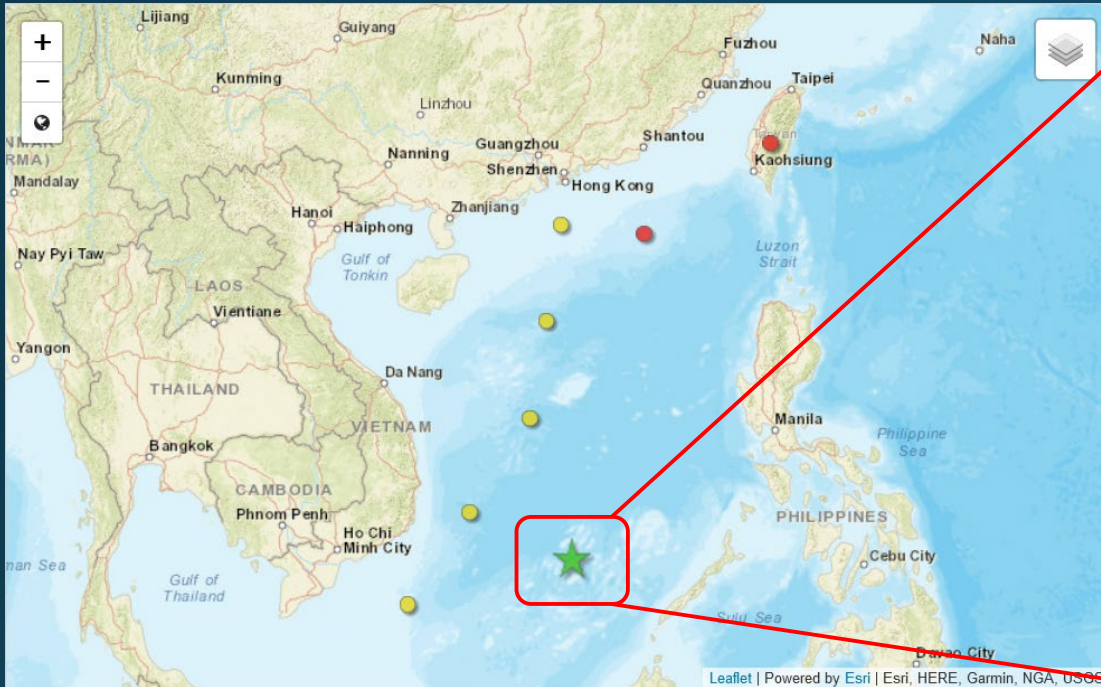 Lijiang
Guiyang
Fuzhou
Naha
+
−
Kunming
Linzhou
Quanzhou
Taipei
Nanning
Guangzhou
Shenzhen
Hong Kong
Shantou
Kaohsiung
Mandalay
Hanoi
Haiphong
Zhanjiang
Nay Pyi Taw
Gulf of
Tonkin
Luzon
Strait
LAOS
Vientiane
Yangon
THAILAND
Da Nang
VIETNAM
Bangkok
Manila
Philippine
Sea
CAMBODIA
Phnom Penh
Ho Chi
Minh City
PHILIPPINES
Cebu City
man Sea
Gulf of
Thailand
Sulu Sea
Davao City
Leaflet | Powered by Esri | Esri, HERE, Garmin, NGA, USGS